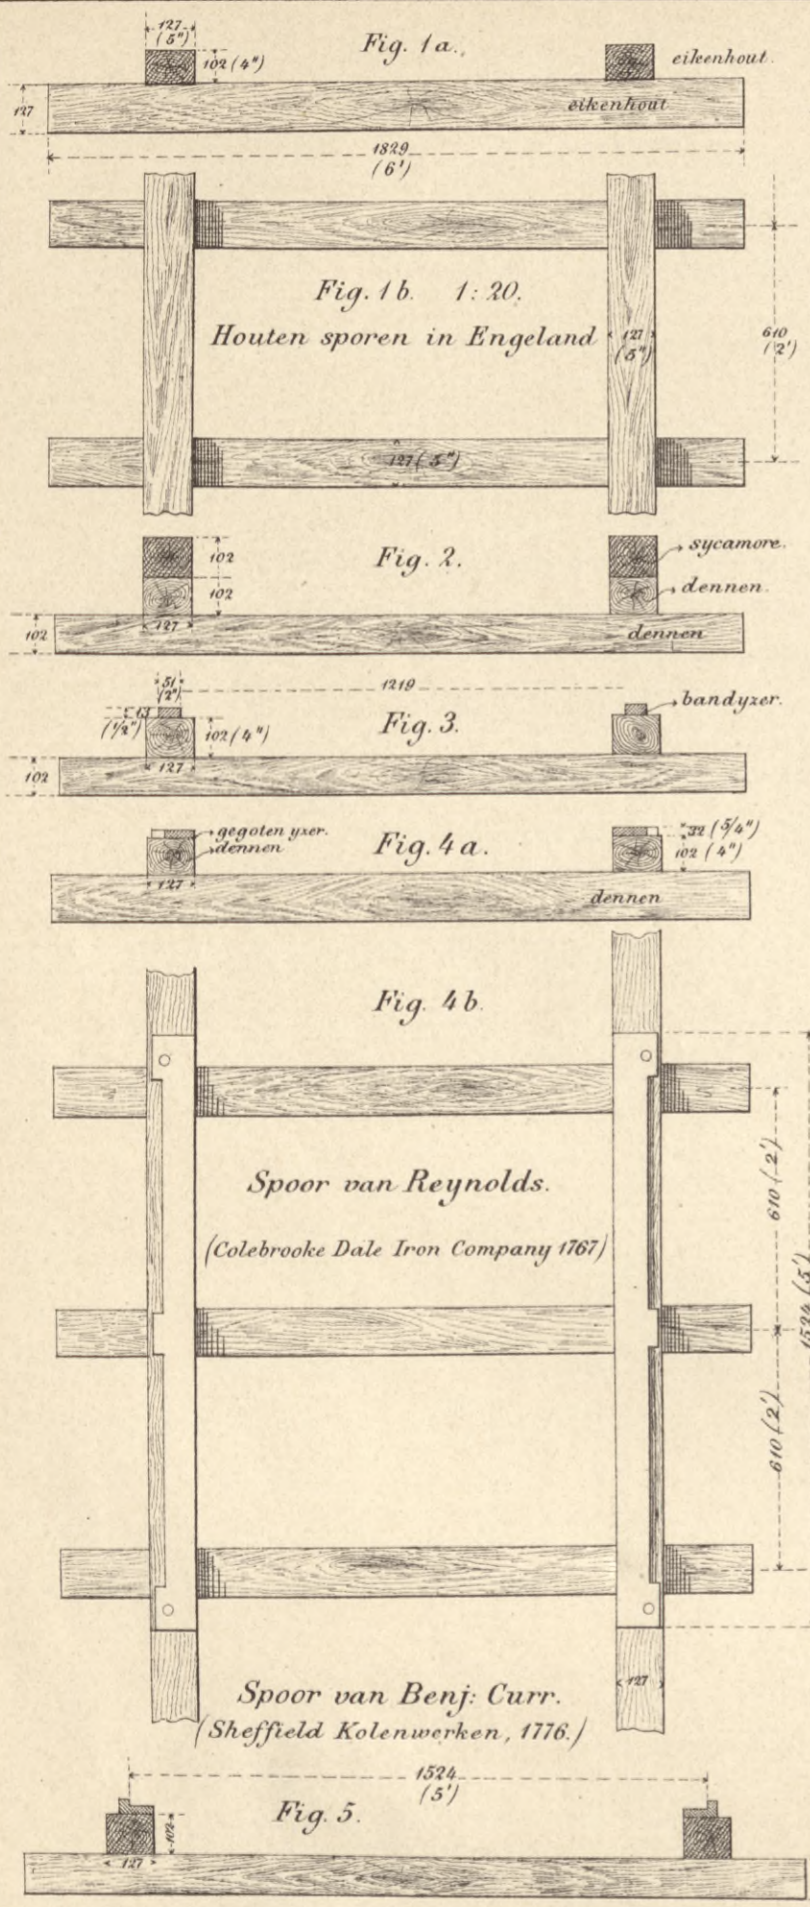 127
(5")
Fig. 1a.
102 (4")
eikenhout.
127
eikenhout
1829
(6')
Fig. 1b. 1:20.
Houten sporen in Engeland
127
(5")
610
(2')
127 (5")
Fig. 2.
102
102
sycamore.
dennen.
102
127
dennen
51
(2")
1219
13
(1/2")
102 (4")
Fig. 3.
bandyzer.
102
127
gegoten yzer.
dennen
Fig. 4a.
32 (5/4")
102 (4")
127
dennen
Fig. 4b.
610 (2')
Spoor van Reynolds.
(Colebrooke Dale Iron Company 1767)
1524 (5')
610 (2')
127
Spoor van Benj: Curr.
(Sheffield Kolenwerken, 1776.)
1524
(5')
Fig. 5.
102
127